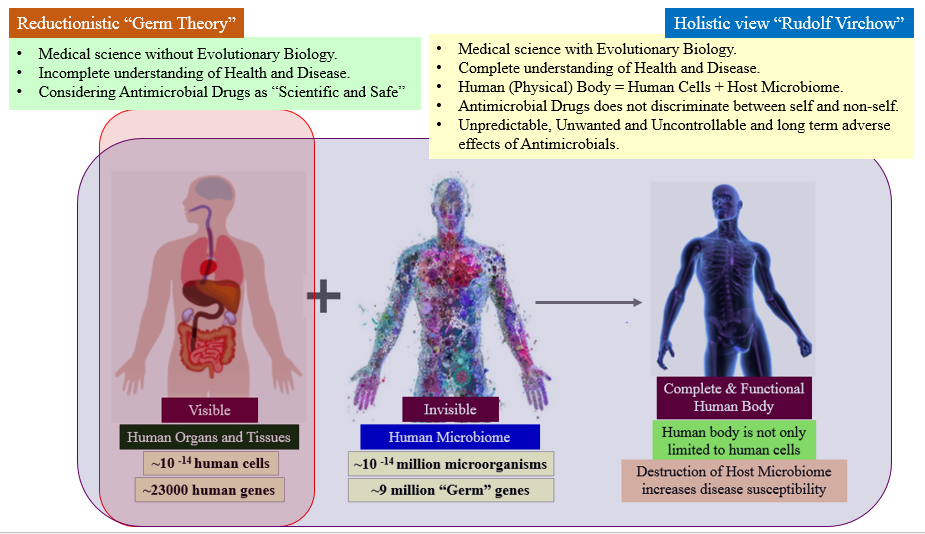 Reductionistic “Germ Theory”
• Medical science without Evolutionary Biology.
• Incomplete understanding of Health and Disease.
• Considering Antimicrobial Drugs as “Scientific and Safe”
Holistic view “Rudolf Virchow”
• Medical science with Evolutionary Biology.
• Complete understanding of Health and Disease.
• Human (Physical) Body = Human Cells + Host Microbiome.
• Antimicrobial Drugs does not discriminate between self and non-self.
• Unpredictable, Unwanted and Uncontrollable and long term adverse
effects of Antimicrobials.
+
Visible
Human Organs and Tissues
~10 -14 human cells
~23000 human genes
Invisible
Human Microbiome
~10 -14 million microorganisms
~9 million “Germ” genes
Complete & Functional
Human Body
Human body is not only
limited to human cells
Destruction of Host Microbiome
increases disease susceptibility